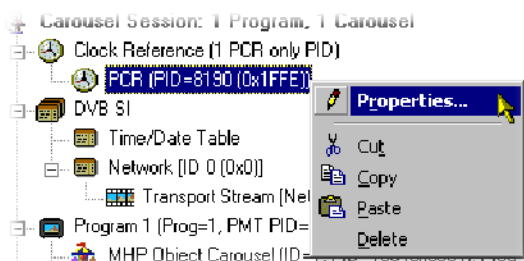 Carousel Session: 1 Program, 1 Carousel
Clock Reference (1 PCR only PID)
PCR (PID=8190 (0x1FFE))
Properties...
DVB SI
Time/Date Table
Cut
Network [ID 0 (0x0)]
Copy
Transport Stream [Net
Paste
Program 1 (Prog=1, PMT PID=
Delete
MHP Object Carousel (ID=